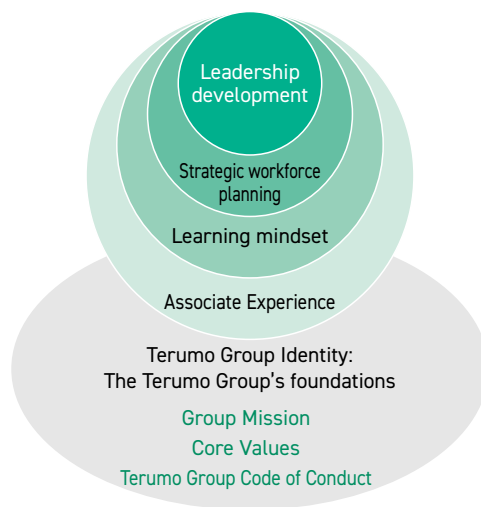 Leadership
development
Strategic workforce
planning
Learning mindset
Associate Experience
Terumo Group Identity:
The Terumo Group’s foundations
Group Mission
Core Values
Terumo Group Code of Conduct